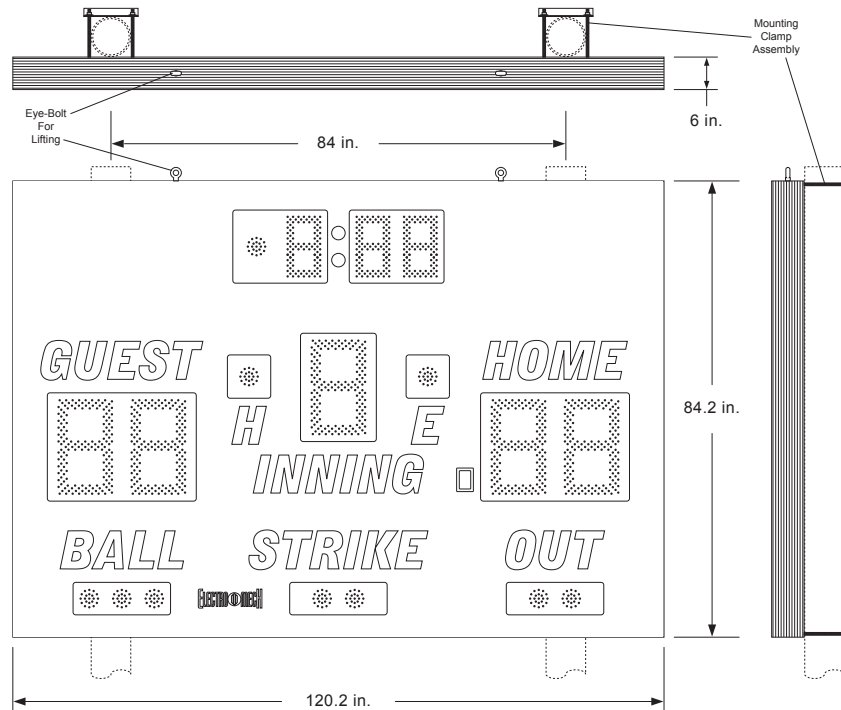 Mounting
Clamp
Assembly
Eye-Bolt
For
Lifting
6 in.
84 in.
GUEST
HOME
H
E
INNING
84.2 in.
BALL
STRIKE
OUT
ELECTRO-MECH
120.2 in.